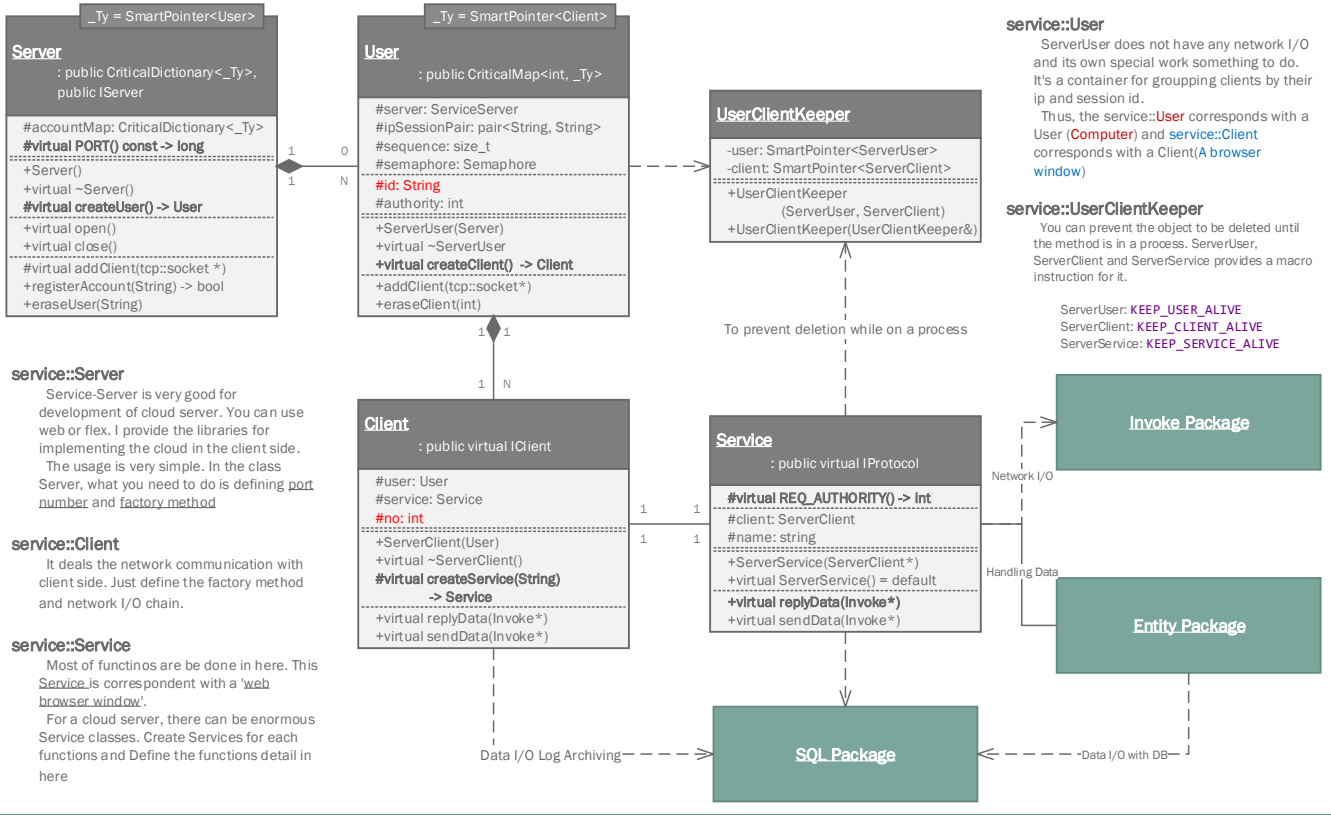 _Ty = SmartPointer<User>
Server
: public CriticalDictionary<_Ty>,
public IServer
#accountMap: CriticalDictionary<_Ty>
#virtual PORT() const -> long
+Server()
+virtual ~Server()
#virtual createUser() -> User
+virtual open()
+virtual close()
#virtual addClient(tcp::socket *)
+registerAccount(String) -> bool
+eraseUser(String)
1
1
0
N
_Ty = SmartPointer<Client>
User
: public CriticalMap<int, _Ty>
#server: ServiceServer
#ipSessionPair: pair<String, String>
#sequence: size_t
#semaphore: Semaphore
#id: String
#authority: int
+ServerUser(Server)
+virtual ~ServerUser
+virtual createClient() -> Client
+addClient(tcp::socket*)
+eraseClient(int)
1
1
1
N
UserClientKeeper
-user: SmartPointer<ServerUser>
-client: SmartPointer<ServerClient>
+UserClientKeeper
(ServerUser, ServerClient)
+UserClientKeeper(UserClientKeeper&)
To prevent deletion while on a process
service::User
ServerUser does not have any network I/O
and its own special work something to do.
It's a container for groupping clients by their
ip and session id.
Thus, the service::User corresponds with a
User (Computer) and service::Client
corresponds with a Client(A browser
window)
service::UserClientKeeper
You can prevent the object to be deleted until
the method is in a process. ServerUser,
ServerClient and ServerService provides a macro
instruction for it.
ServerUser: KEEP_USER_ALIVE
ServerClient: KEEP_CLIENT_ALIVE
ServerService: KEEP_SERVICE_ALIVE
service::Server
Service-Server is very good for
development of cloud server. You can use
web or flex. I provide the libraries for
implementing the cloud in the client side.
The usage is very simple. In the class
Server, what you need to do is defining port
number and factory method
service::Client
It deals the network communication with
client side. Just define the factory method
and network I/O chain.
service::Service
Most of functinos are be done in here. This
Service is correspondent with a 'web
browser window'.
For a cloud server, there can be enormous
Service classes. Create Services for each
functions and Define the functions detail in
here
Client
: public virtual IClient
#user: User
#service: Service
#no: int
+ServerClient(User)
+virtual ~ServerClient()
#virtual createService(String)
-> Service
+virtual replyData(Invoke*)
+virtual sendData(Invoke*)
1
1
1
1
Service
: public virtual IProtocol
#virtual REQ_AUTHORITY() -> int
#client: ServerClient
#name: string
+ServerService(ServerClient*)
+virtual ServerService() = default
+virtual replyData(Invoke*)
+virtual sendData(Invoke*)
Network I/O
Handling Data
Invoke Package
Entity Package
Data I/O Log Archiving
SQL Package
Data I/O with DB